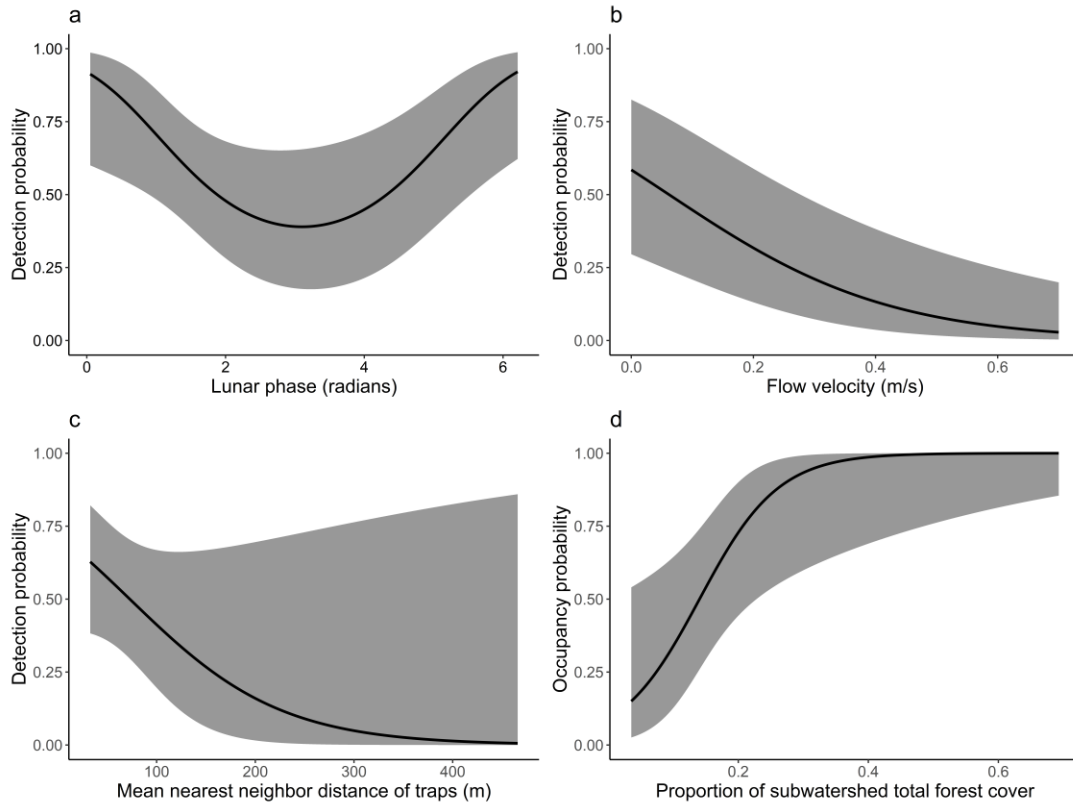 a
1.00
0.75
0.50
0.25
0.00
Detection probability
0 2 4 6
Lunar phase (radians)
b
1.00
0.75
0.50
0.25
0.00
Detection probability
0.0 0.2 0.4 0.6
Flow velocity (m/s)
c
1.00
0.75
0.50
0.25
0.00
Detection probability
100 200 300 400
Mean nearest neighbor distance of traps (m)
d
1.00
0.75
0.50
0.25
0.00
Occupancy probability
0.2 0.4 0.6
Proportion of subwatershed total forest cover